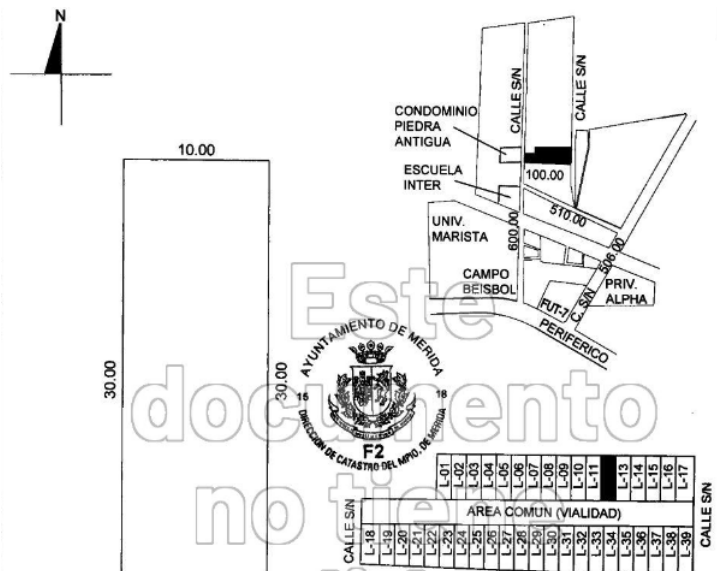 N
10.00
30.00
30.00
CALLE S/N
CALLE S/N
CONDOMINIO
PIEDRA
ANTIGUA
100.00
ESCUELA
INTER
510.00
UNIV.
MARISTA
600.00
506.00
CAMPO
BEISBOL
PRIV.
ALPHA
FUT-7
C. S/N
PERIFERICO
Este
documento
no tiene
AYUNTAMIENTO DE MERIDA
15 18
F2
DIRECCION DE CATASTRO DEL MPIO. DE MERIDA
L-01 L-02 L-03 L-04 L-05 L-06 L-07 L-08 L-09 L-10 L-11 L-13 L-14 L-15 L-16 L-17
AREA COMUN (VIALIDAD)
CALLE S/N
CALLE S/N
L-18 L-19 L-20 L-21 L-22 L-23 L-24 L-25 L-26 L-27 L-28 L-29 L-30 L-31 L-32 L-33 L-34 L-35 L-36 L-37 L-38 L-39